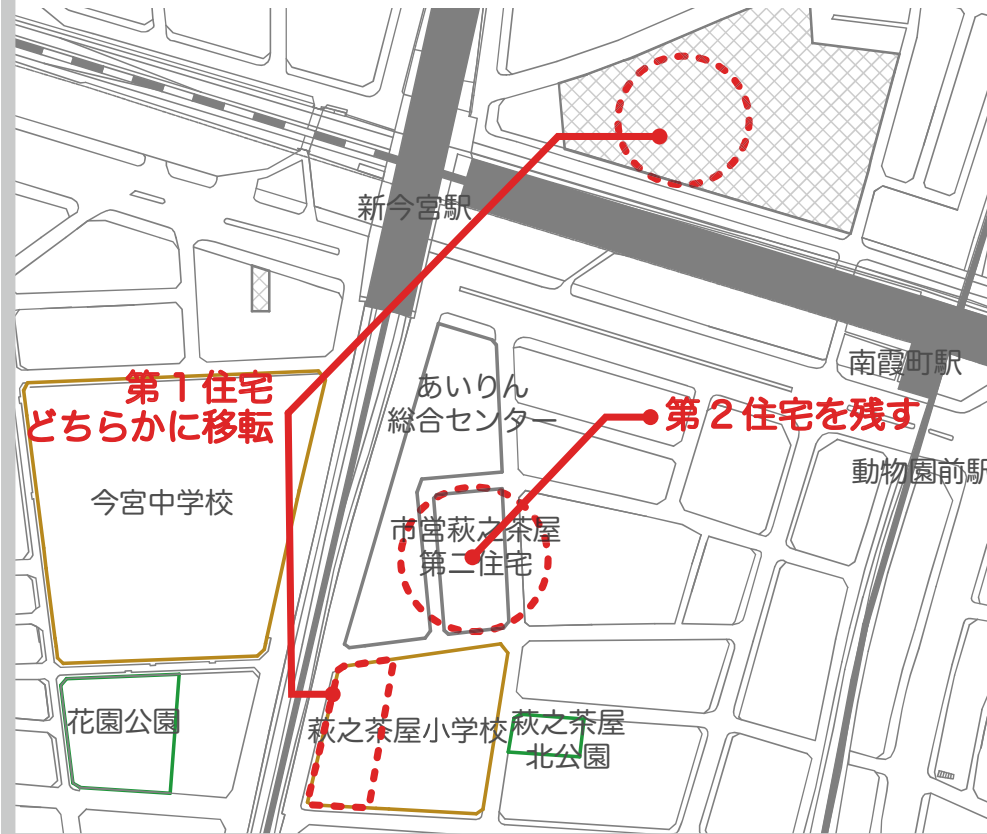 新今宮駅
南霞町駅
第１住宅
どちらかに移転
あいりん
総合センター
第２住宅を残す
動物園前駅
今宮中学校
市営萩之茶屋
第二住宅
花園公園
萩之茶屋小学校
萩之茶屋
北公園